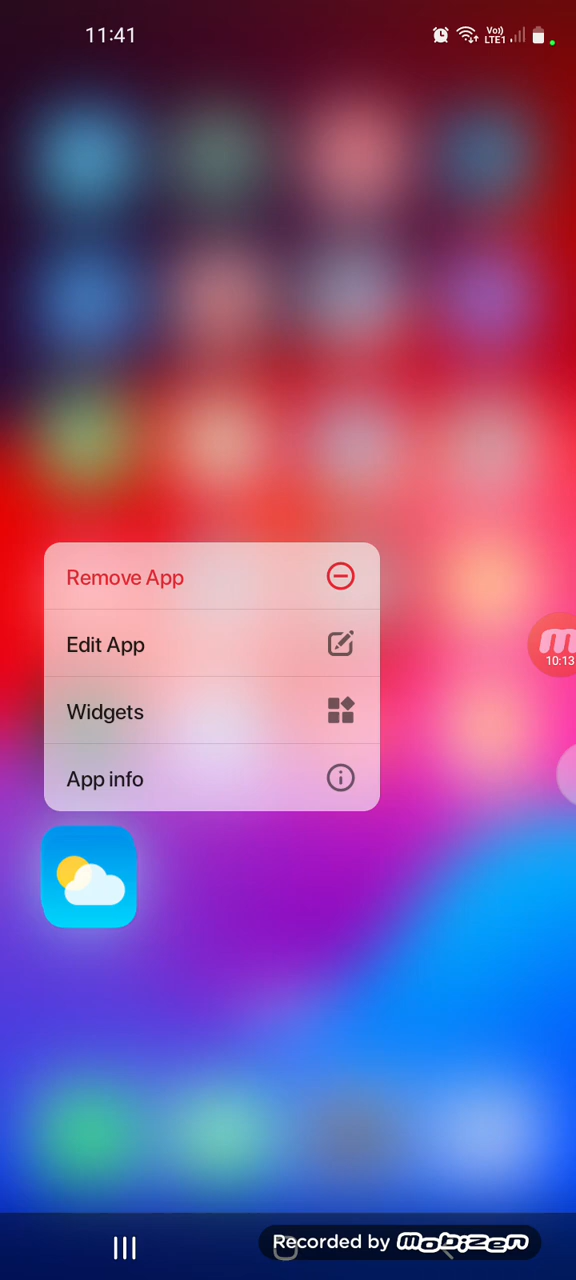 11:41
Vo))
LTE1
Remove App
Edit App
Widgets
App info
10:13
Recorded by mobizen